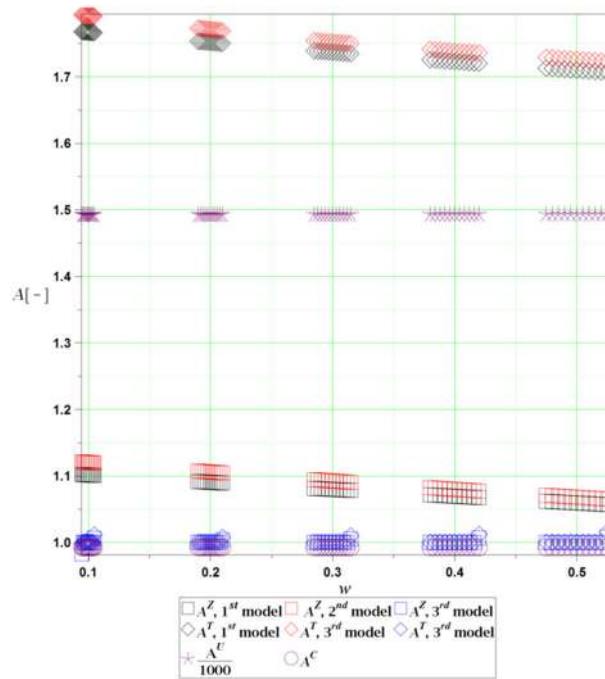 1.7
1.6
1.5
1.4
A[-]
1.3
1.2
1.1
1.0
0.1 0.2 0.3 0.4 0.5
w
A^Z, 1^st model A^Z, 2^nd model A^Z, 3^rd model
A^T, 1^st model A^T, 3^rd model A^T, 3^rd model
A^U
1000
A^C